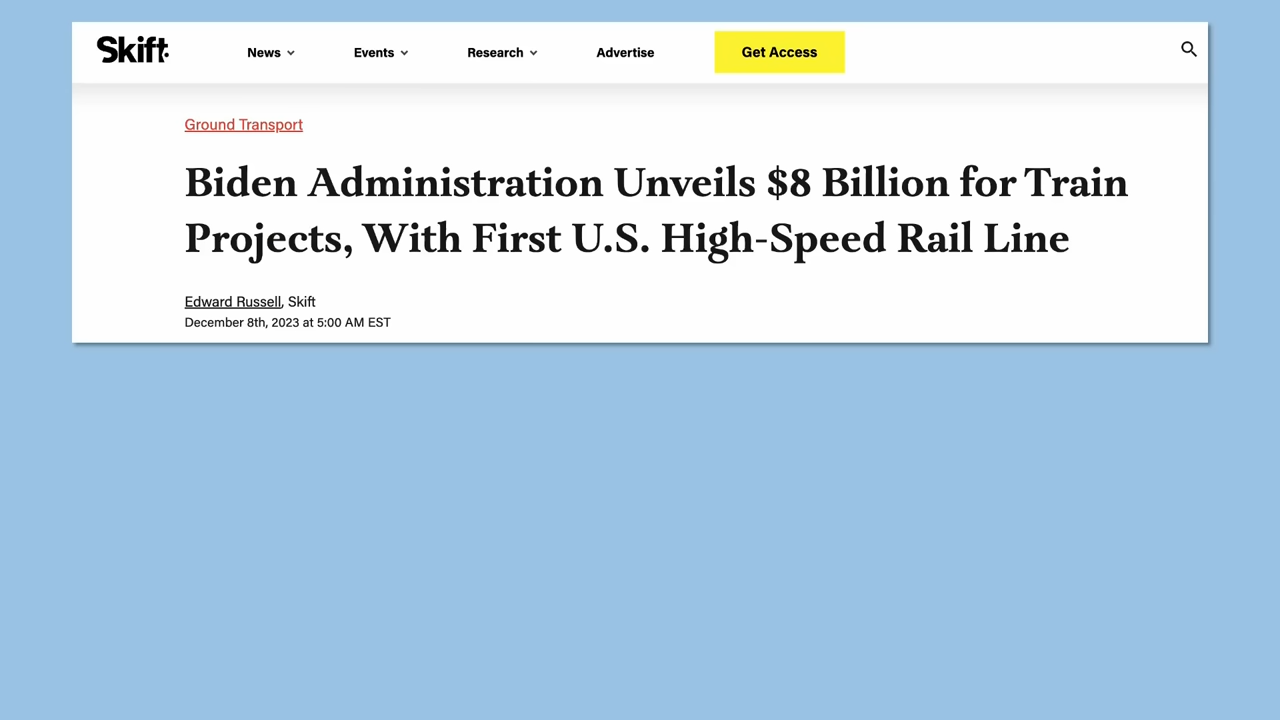 Skift
News Events Research Advertise Get Access
Ground Transport
Biden Administration Unveils $8 Billion for Train
Projects, With First U.S. High-Speed Rail Line
Edward Russell, Skift
December 8th, 2023 at 5:00 AM EST